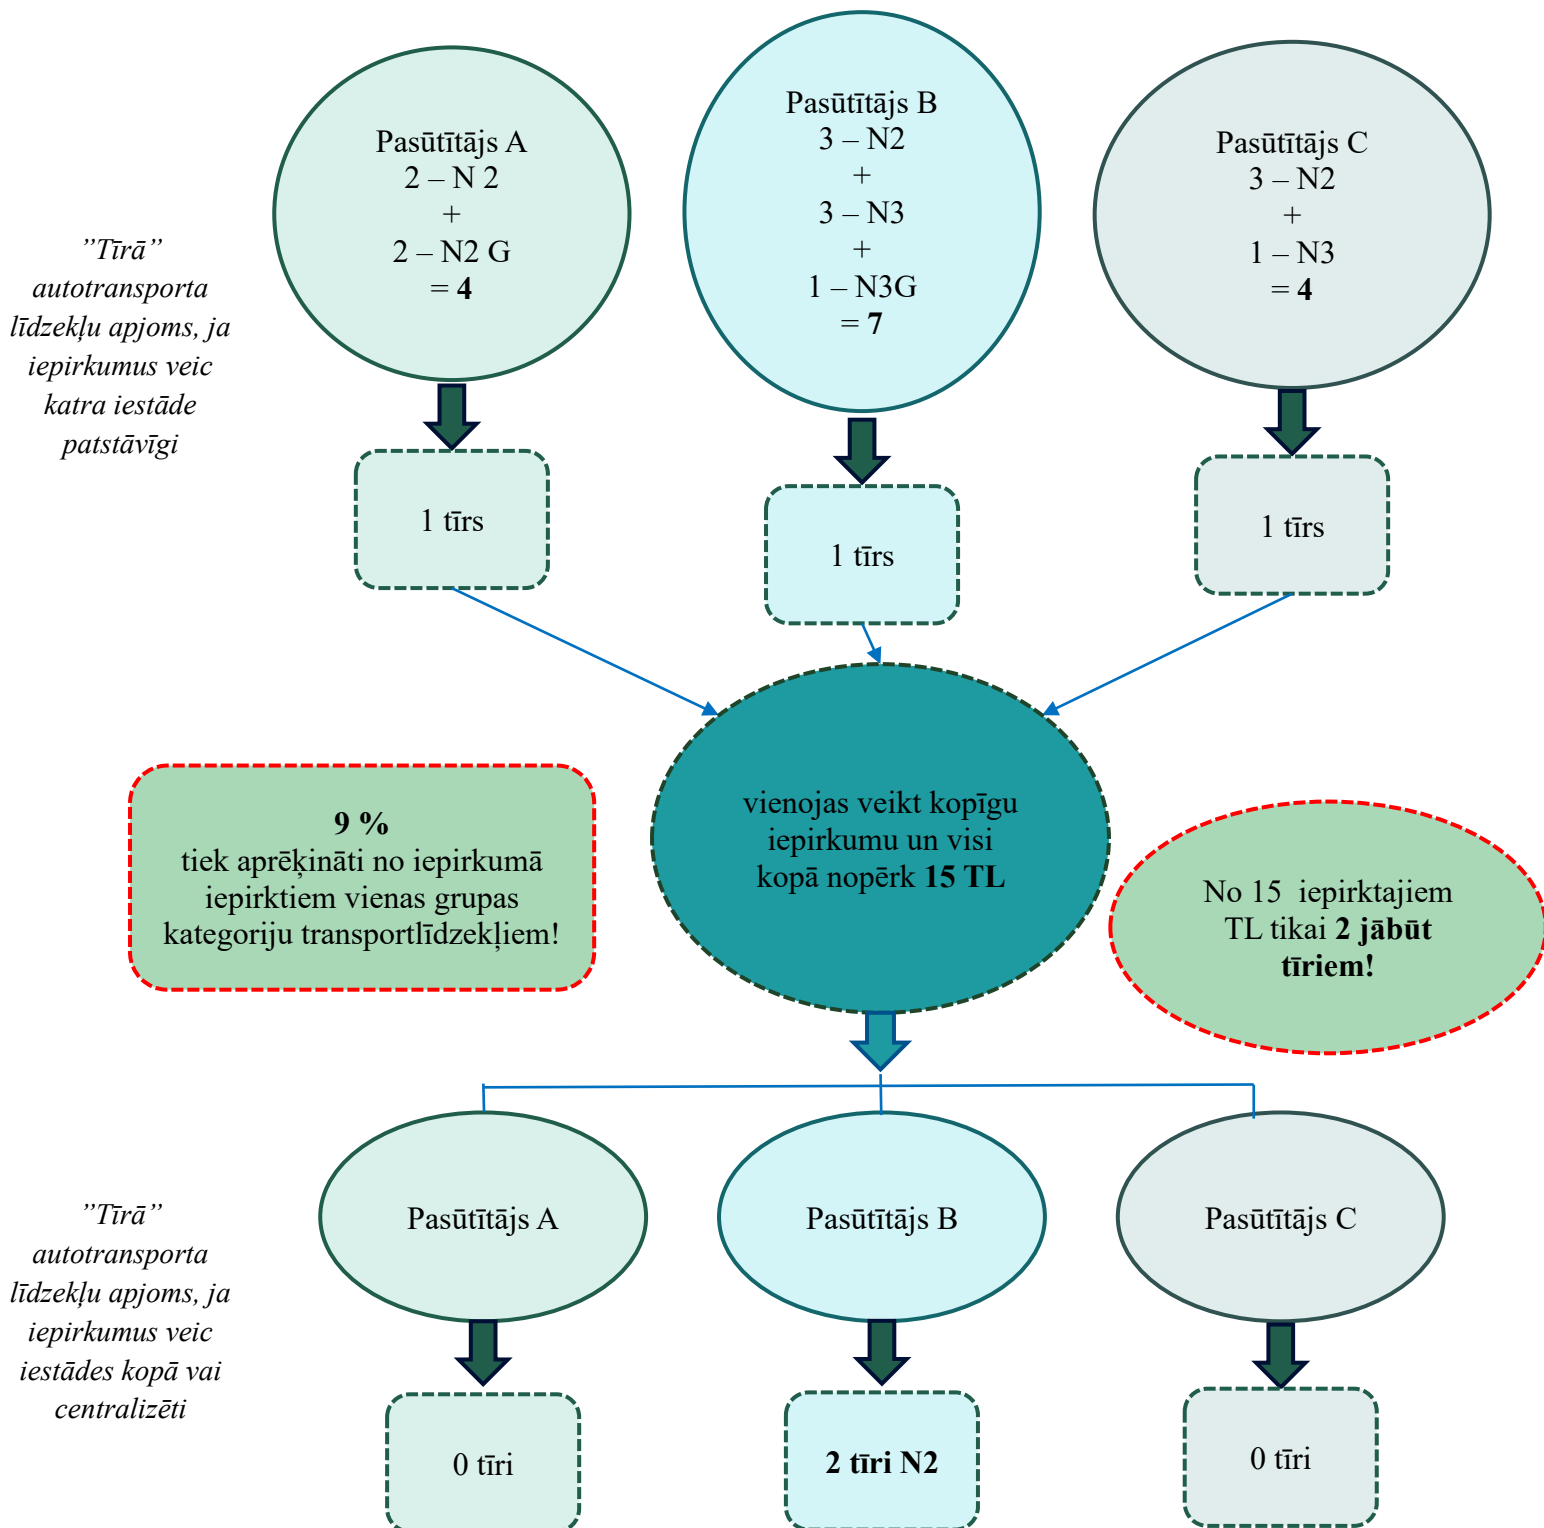 Pasūtītājs A
2 – N 2
+
2 – N2 G
= 4
Pasūtītājs B
3 – N2
+
3 – N3
+
1 – N3G
= 7
Pasūtītājs C
3 – N2
+
1 – N3
= 4
”Tīrā”
autotransporta
līdzekļu apjoms, ja
iepirkumus veic
katra iestāde
patstāvīgi
1 tīrs
1 tīrs
1 tīrs
9 %
tiek aprēķināti no iepirkumā
iepirktiem vienas grupas
kategoriju transportlīdzekļiem!
vienojas veikt kopīgu
iepirkumu un visi
kopā nopērk 15 TL
No 15 iepirktajiem
TL tikai 2 jābūt
tīriem!
”Tīrā”
autotransporta
līdzekļu apjoms, ja
iepirkumus veic
iestādes kopā vai
centralizēti
Pasūtītājs A
Pasūtītājs B
Pasūtītājs C
0 tīri
2 tīri N2
0 tīri